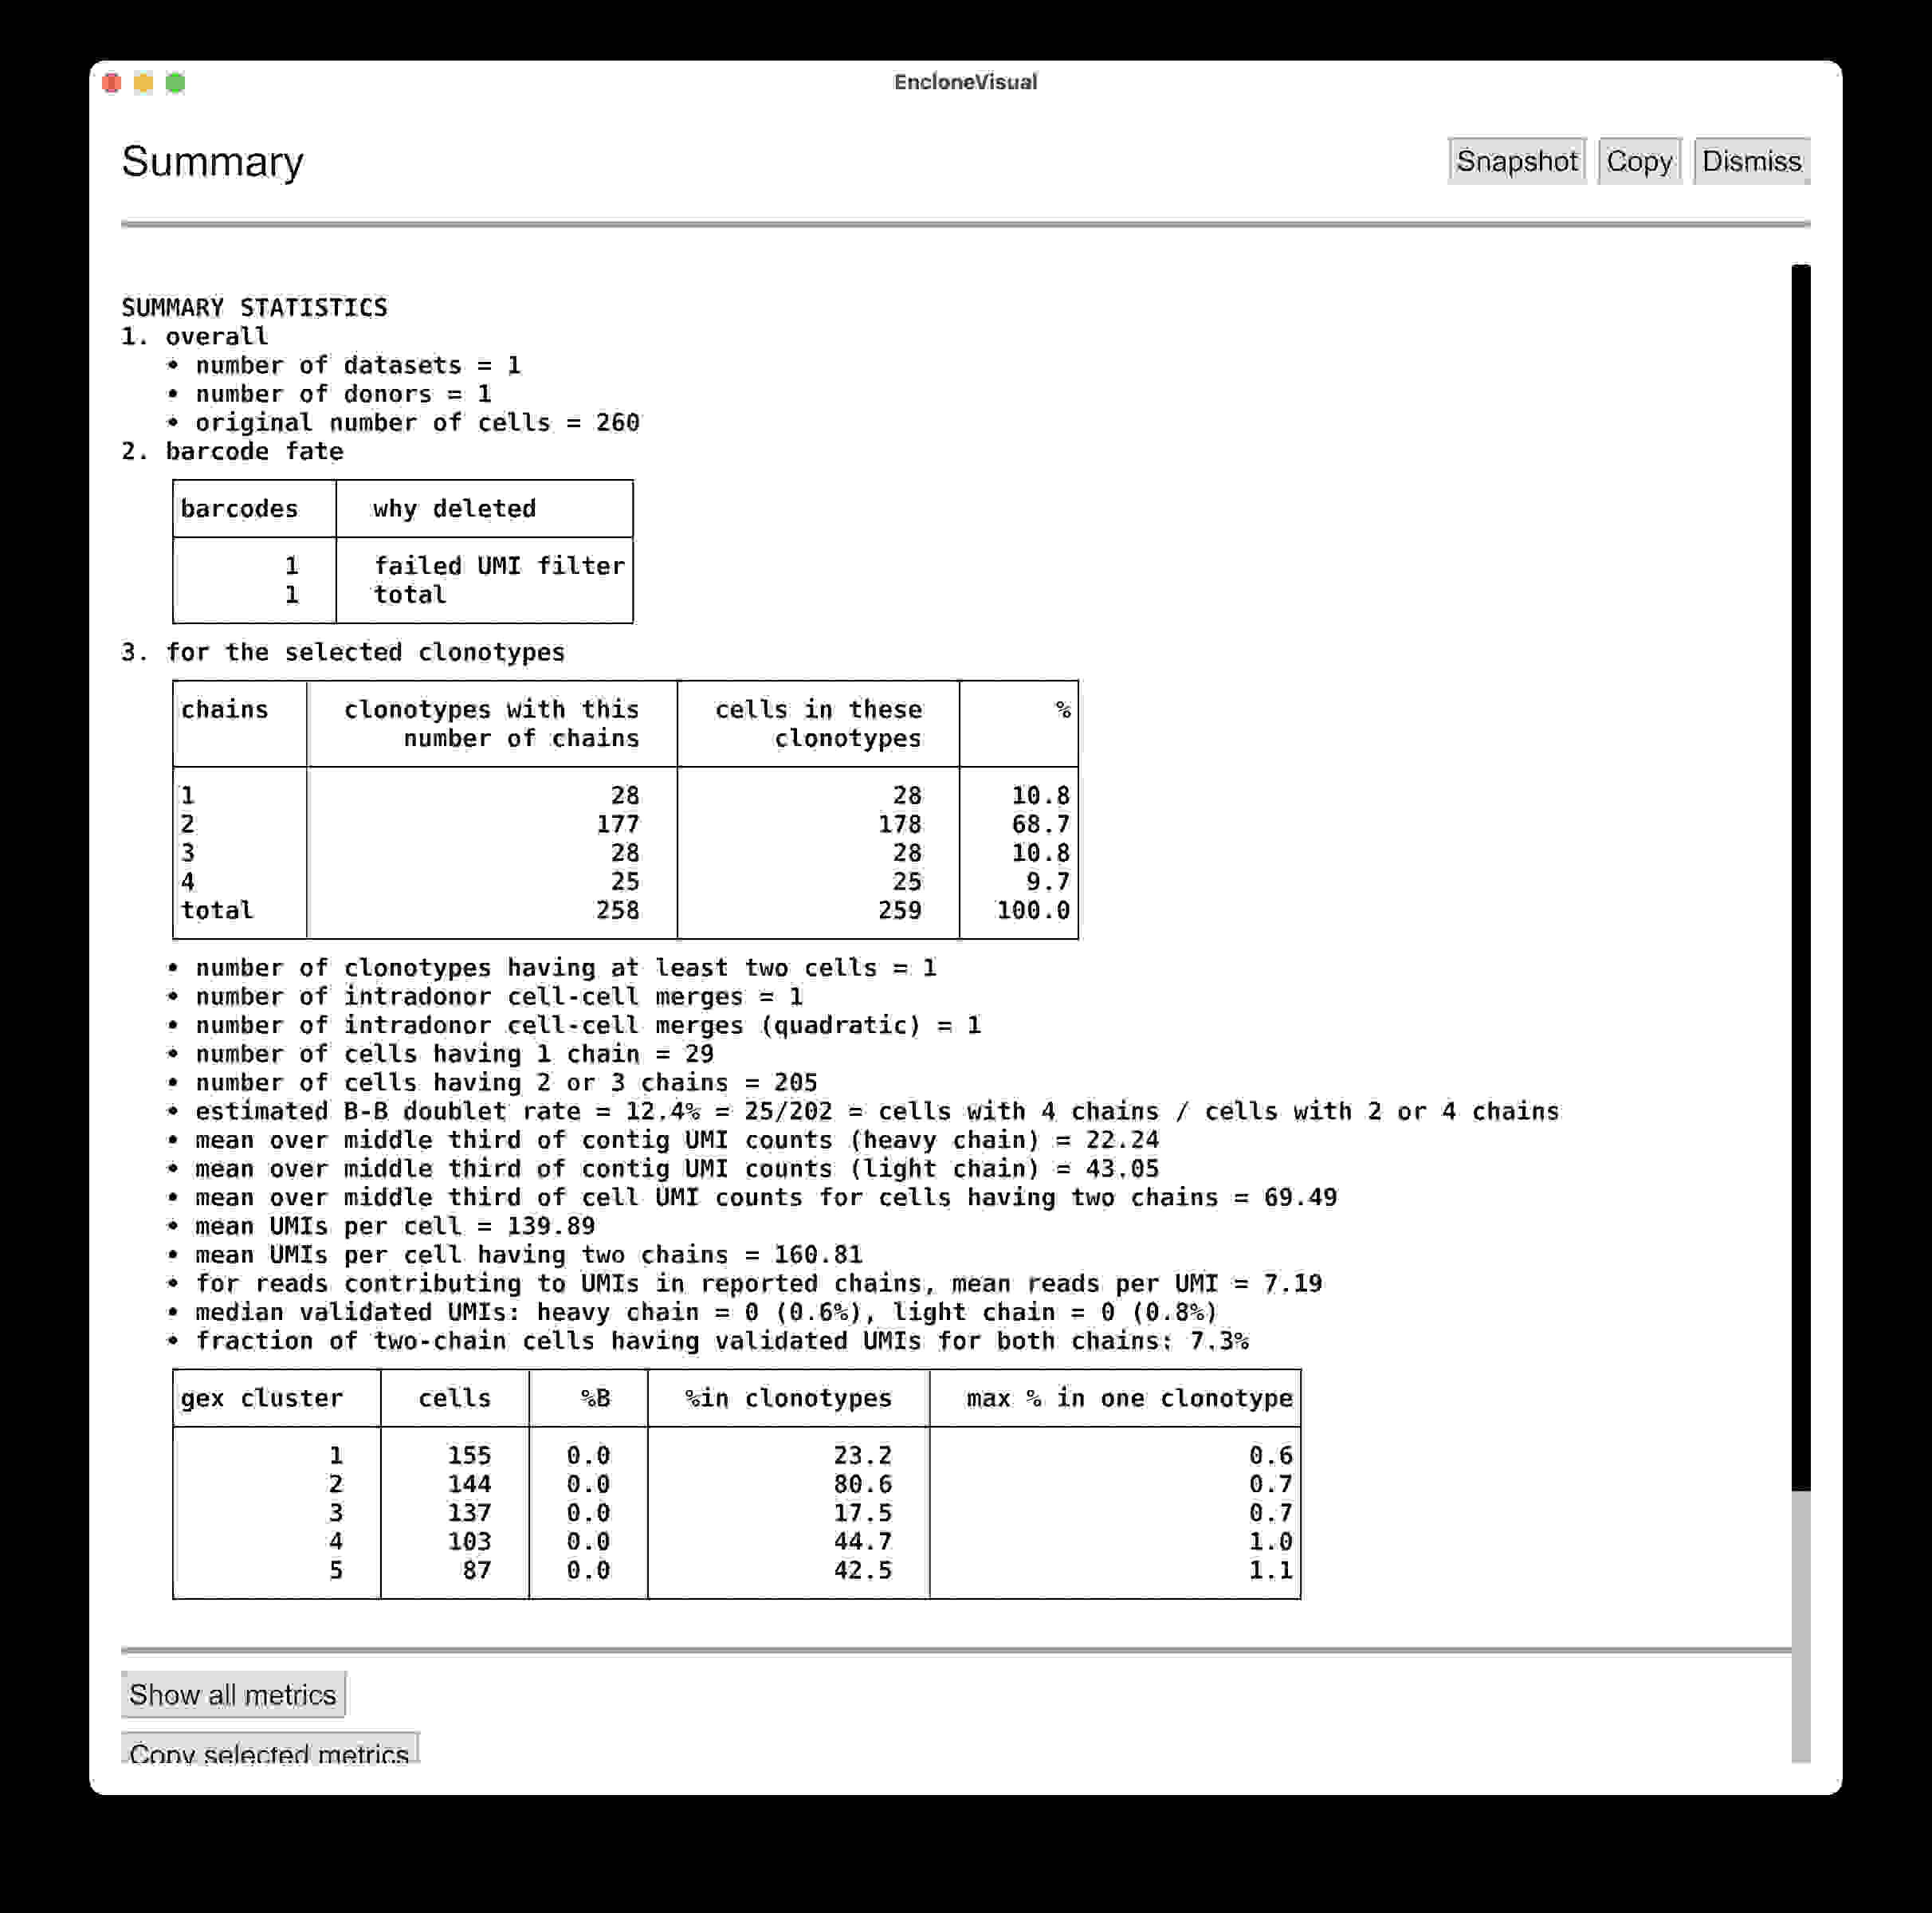 EncloneVisual
Summary
Snapshot Copy Dismiss
SUMMARY STATISTICS
1. overall
• number of datasets = 1
• number of donors = 1
• original number of cells = 260
2. barcode fate
barcodes why deleted
1 failed UMI filter
1 total
3. for the selected clonotypes
chains clonotypes with this cells in these %
number of chains clonotypes
1 28 28 10.8
2 177 178 68.7
3 28 28 10.8
4 25 25 9.7
total 258 259 100.0
• number of clonotypes having at least two cells = 1
• number of intradonor cell-cell merges = 1
• number of intradonor cell-cell merges (quadratic) = 1
• number of cells having 1 chain = 29
• number of cells having 2 or 3 chains = 205
• estimated B-B doublet rate = 12.4% = 25/202 = cells with 4 chains / cells with 2 or 4 chains
• mean over middle third of contig UMI counts (heavy chain) = 22.24
• mean over middle third of contig UMI counts (light chain) = 43.05
• mean over middle third of cell UMI counts for cells having two chains = 69.49
• mean UMIs per cell = 139.89
• mean UMIs per cell having two chains = 160.81
• for reads contributing to UMIs in reported chains, mean reads per UMI = 7.19
• median validated UMIs: heavy chain = 0 (0.6%), light chain = 0 (0.8%)
• fraction of two-chain cells having validated UMIs for both chains: 7.3%
gex cluster cells %B %in clonotypes max % in one clonotype
1 155 0.0 23.2 0.6
2 144 0.0 80.6 0.7
3 137 0.0 17.5 0.7
4 103 0.0 44.7 1.0
5 87 0.0 42.5 1.1
Show all metrics
Copy selected metrics